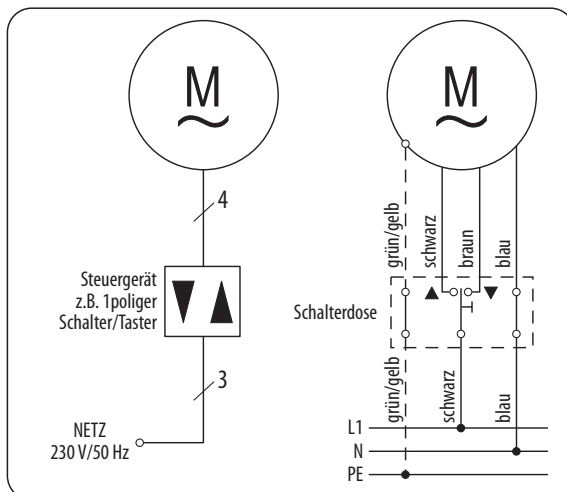 M
4
Steuergerät
z.B. 1poliger
Schalter/Taster
3
NETZ
230 V/50 Hz
M
grün/gelb
schwarz
braun
blau
Schalterdose
grün/gelb
schwarz
blau
L1
N
PE